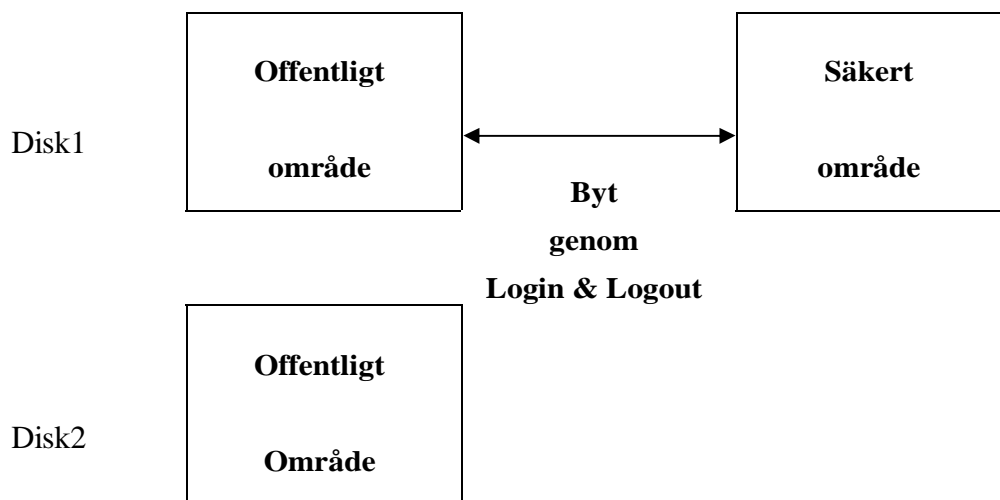 Disk1
Offentligt
område
Byt
genom
Login & Logout
Säkert
område
Disk2
Offentligt
Område